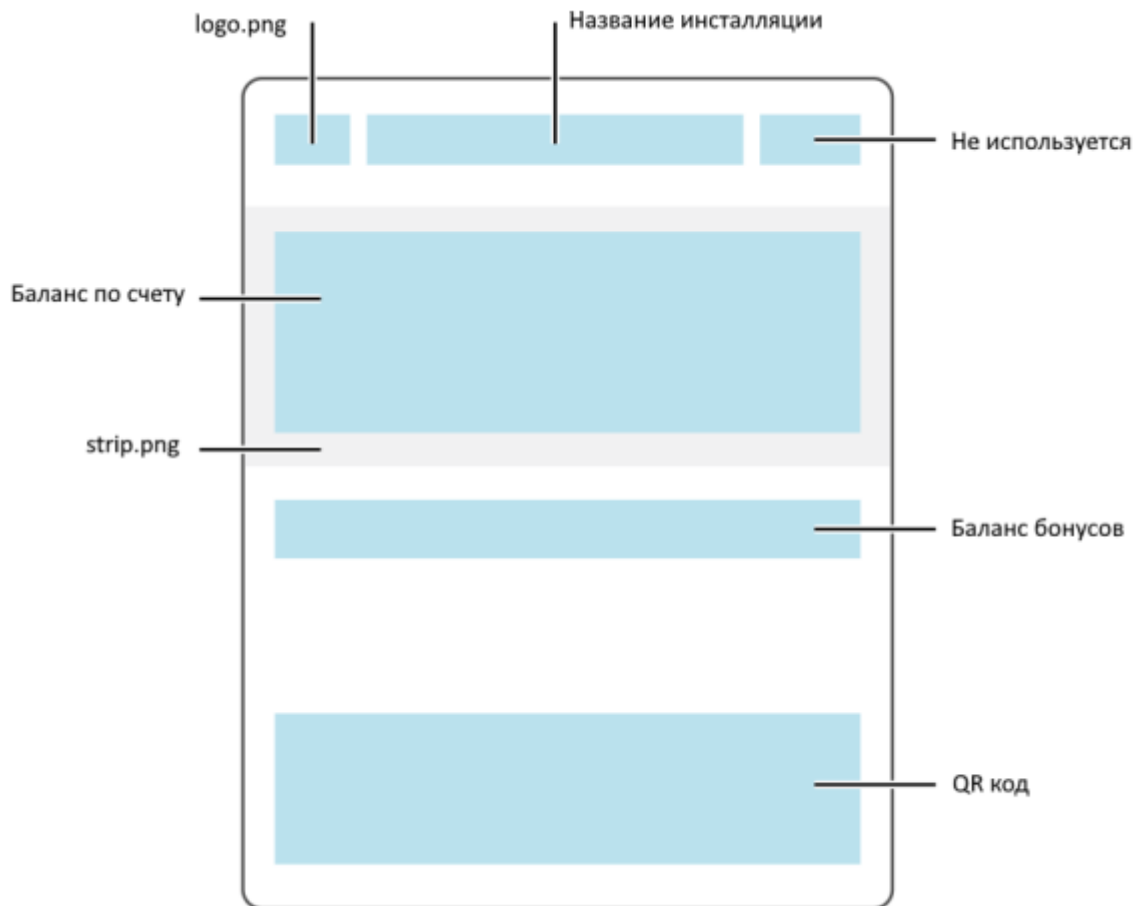 logo.png
Название инсталляции
Не используется
Баланс по счету
strip.png
Баланс бонусов
QR код